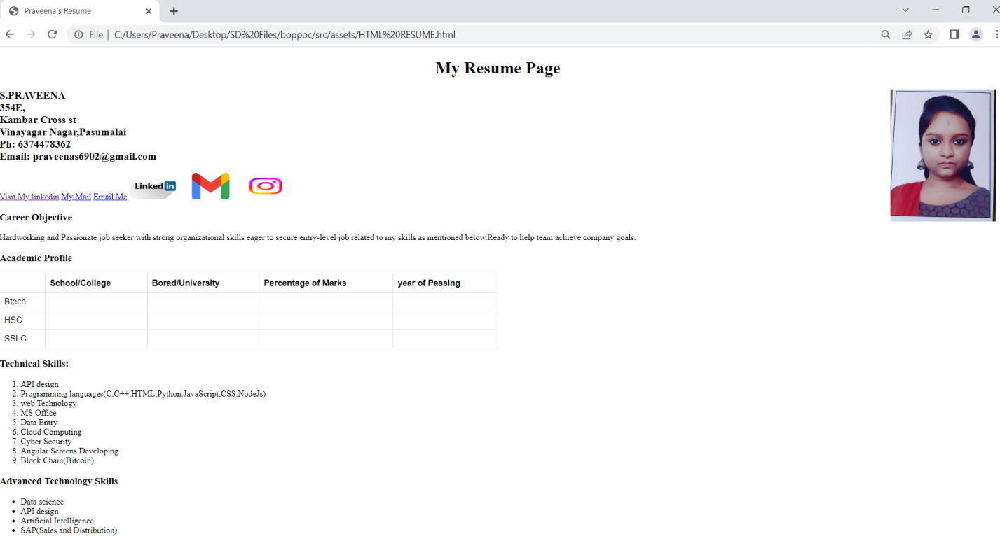 Praveena's Resume
File | C:/Users/Praveena/Desktop/SD%20Files/boppoc/src/assets/HTML%20RESUME.html
My Resume Page
S.PRAVEENA
354E,
Kambar Cross st
Vinayagar Nagar,Pasumalai
Ph: 6374478362
Email: praveenas6902@gmail.com
Visit My linkedin My Mail Email Me Linked in
Career Objective
Hardworking and Passionate job seeker with strong organizational skills eager to secure entry-level job related to my skills as mentioned below.Ready to help team achieve company goals.
Academic Profile
School/College Borad/University Percentage of Marks year of Passing
Btech
HSC
SSLC
Technical Skills:
1. API design
2. Programming languages(C,C++,HTML,Python,JavaScript,CSS,NodeJs)
3. web Technology
4. MS Office
5. Data Entry
6. Cloud Computing
7. Cyber Security
8. Angular Screens Developing
9. Block Chain(Bitcoin)
Advanced Technology Skills
• Data science
• API design
• Artificial Intelligence
• SAP(Sales and Distribution)